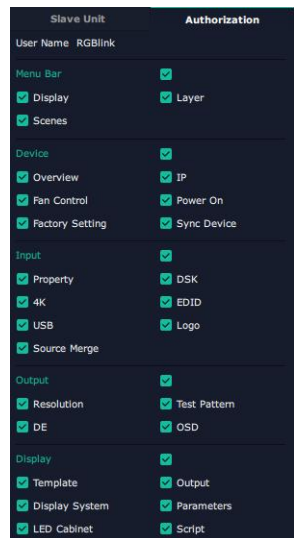 Slave Unit Authorization
User Name RGBlink
Menu Bar
Display Layer
Scenes
Device
Overview IP
Fan Control Power On
Factory Setting Sync Device
Input
Property DSK
4K EDID
USB Logo
Source Merge
Output
Resolution Test Pattern
DE OSD
Display
Template Output
Display System Parameters
LED Cabinet Script